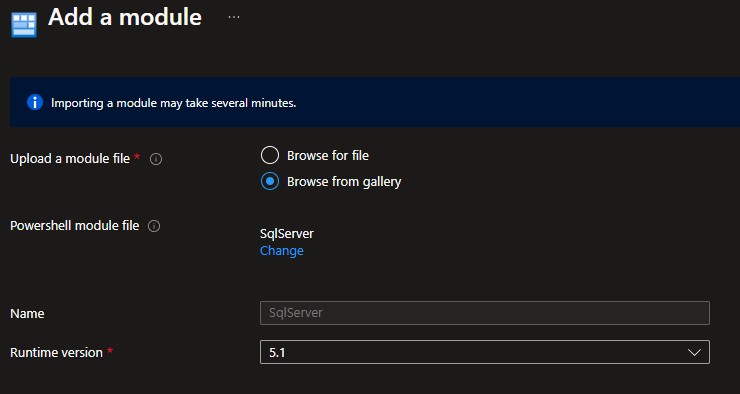 Add a module ...
Importing a module may take several minutes.
Upload a module file *
Browse for file
Browse from gallery
Powershell module file
SqlServer
Change
Name
SqlServer
Runtime version *
5.1